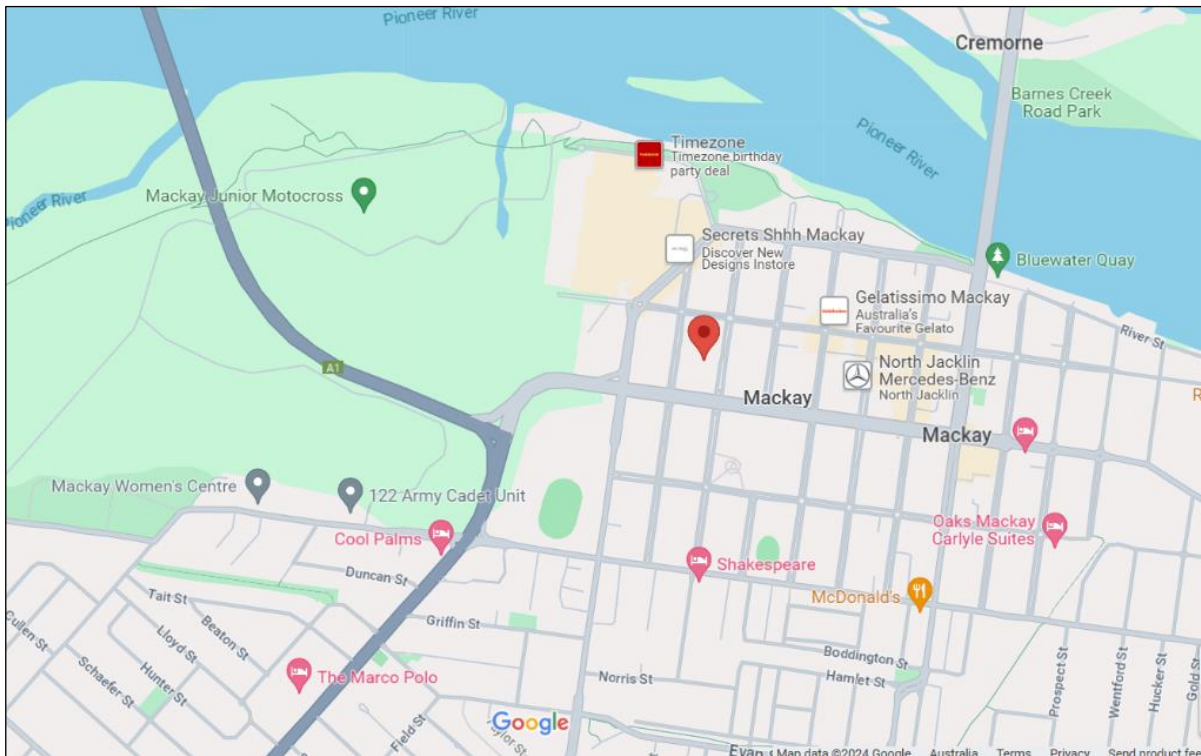 Pioneer River
Cremorne
Barnes Creek
Road Park
Pioneer River
Timezone
Timezone birthday
party deal
Mackay Junior Motocross
Pioneer River
Secrets Shhh Mackay
Discover New
Designs Instore
Bluewater Quay
Gelatissimo Mackay
Australia's
Favourite Gelato
River St
A1
North Jacklin
Mercedes-Benz
North Jacklin
R
Mackay
Mackay
Mackay Women's Centre
122 Army Cadet Unit
Cool Palms
Oaks Mackay
Carlyle Suites
Shakespeare
Duncan St
McDonald's
Tait St
Beaton St
Griffin St
Cullen St
Lloyd St
Schaefer St
Hunter St
The Marco Polo
Boddington St
Hamlet St
Norris St
Prospect St
Wentford St
Hucker St
Gold St
Field St
Google
Evan
Map data ©2024 Google Australia Terms Privacy Send product fee